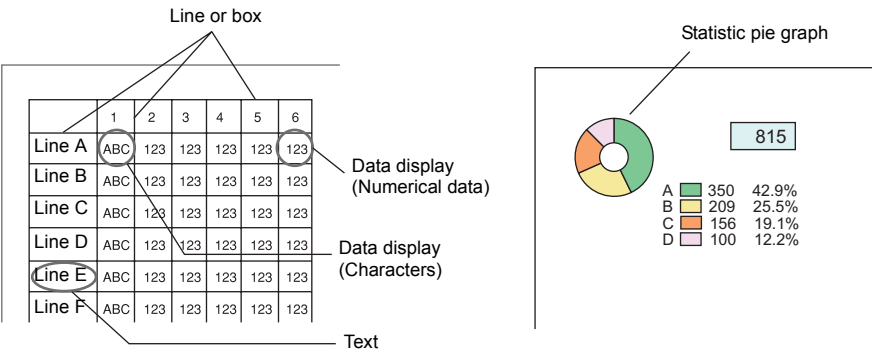 Line or box
1 2 3 4 5 6
Line A ABC 123 123 123 123 123
Line B ABC 123 123 123 123 123
Line C ABC 123 123 123 123 123
Line D ABC 123 123 123 123 123
Line E ABC 123 123 123 123 123
Line F ABC 123 123 123 123 123
Data display
(Numerical data)
Data display
(Characters)
Text
Statistic pie graph
815
A 350 42.9%
B 209 25.5%
C 156 19.1%
D 100 12.2%